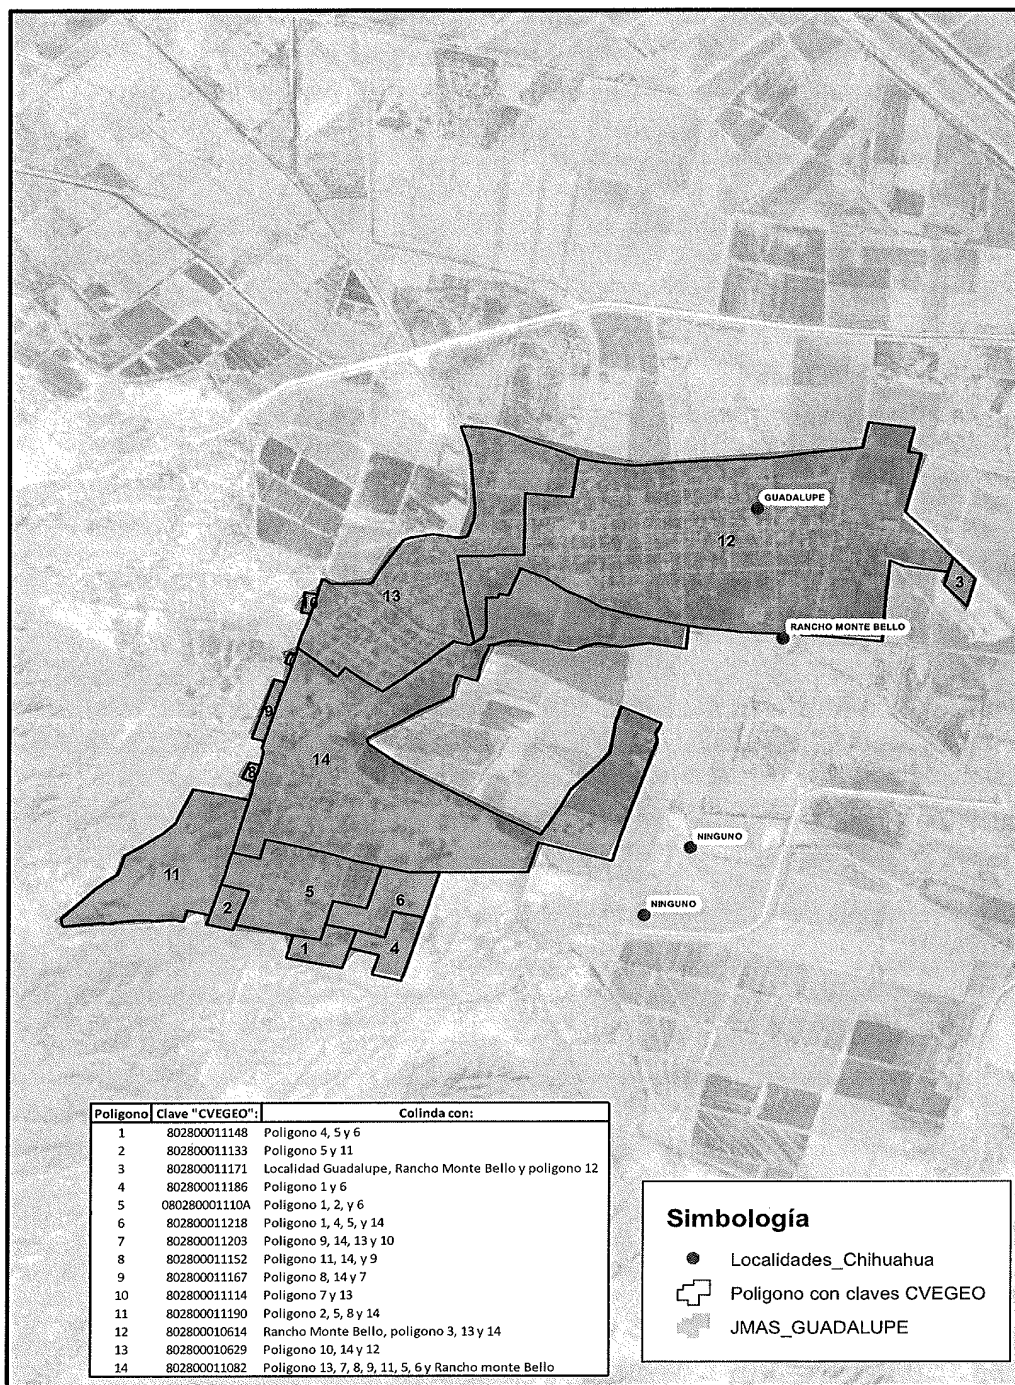 GUADALUPE
12
3
13
10
RANCHO MONTE BELLO
9
14
8
NINGUNO
11
5
6
2
NINGUNO
1
4
Poligono Clave "CVEGEO": Colinda con:
1 802800011148 Poligono 4, 5 y 6
2 802800011133 Poligono 5 y 11
3 802800011171 Localidad Guadalupe, Rancho Monte Bello y poligono 12
4 802800011186 Poligono 1 y 6
5 080280001110A Poligono 1, 2, y 6
6 802800011218 Poligono 1, 4, 5, y 14
7 802800011203 Poligono 9, 14, 13 y 10
8 802800011152 Poligono 11, 14, y 9
9 802800011167 Poligono 8, 14 y 7
10 802800011114 Poligono 7 y 13
11 802800011190 Poligono 2, 5, 8 y 14
12 802800010614 Rancho Monte Bello, poligono 3, 13 y 14
13 802800010629 Poligono 10, 14 y 12
14 802800011082 Poligono 13, 7, 8, 9, 11, 5, 6 y Rancho monte Bello
Simbología
Localidades_Chihuahua
Poligono con claves CVEGEO
JMAS_GUADALUPE